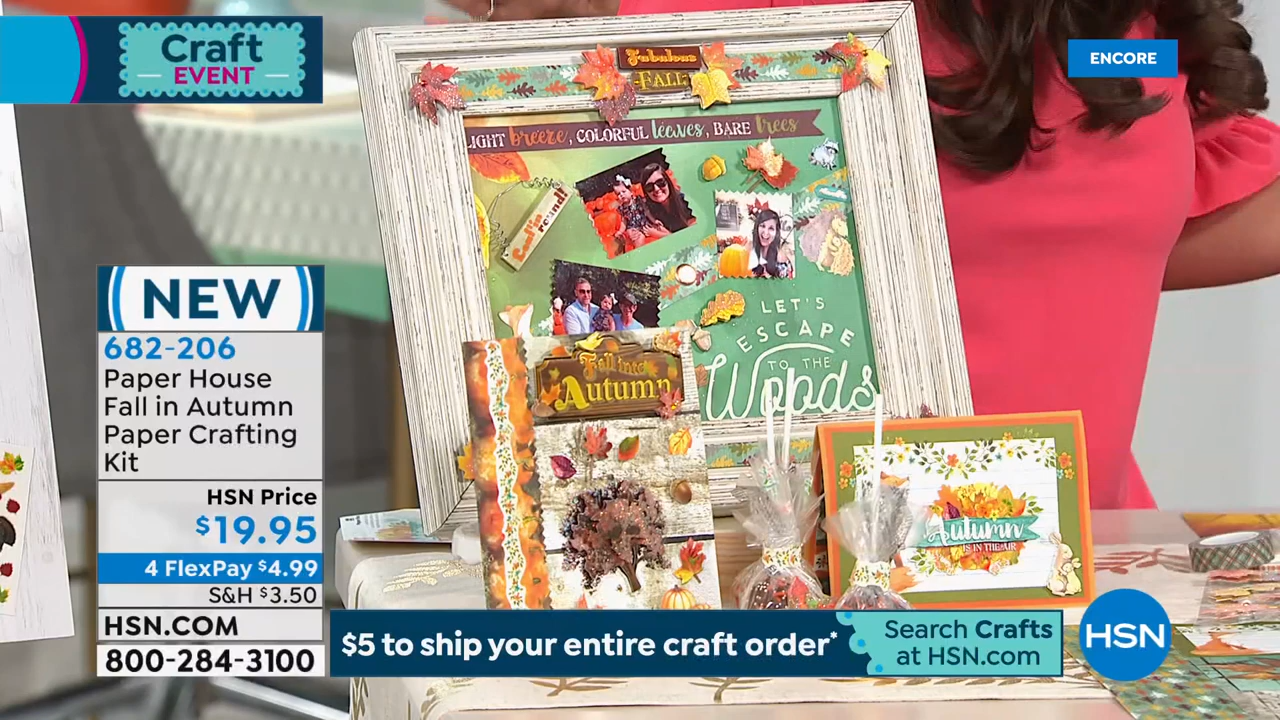 Craft
EVENT
ENCORE
Fabulous
FALL
LIGHT breeze, COLORFUL leaves, BARE trees
Fall's
round!
LET'S
ESCAPE
TO THE
Woods
Fall into
Autumn
Autumn
IS IN THE AIR
NEW
682-206
Paper House
Fall in Autumn
Paper Crafting
Kit
HSN Price
$19.95
4 FlexPay $4.99
S&H $3.50
HSN.COM
800-284-3100
$5 to ship your entire craft order*
Search Crafts
at HSN.com
HSN